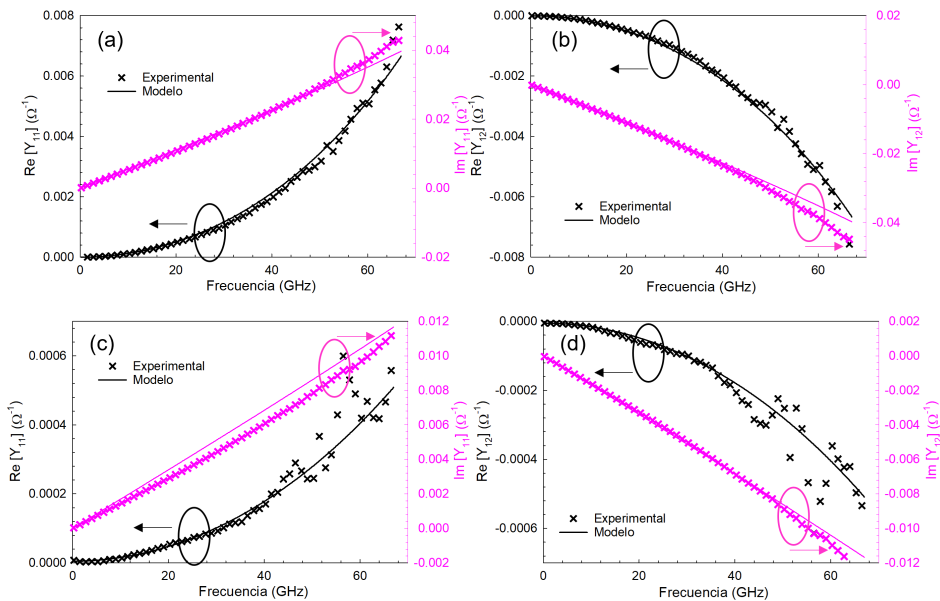 0.008
0.006
0.004
0.002
0.000
Re [Y11] (Ω⁻¹)
(a)
× Experimental
— Modelo
0.04
0.02
0.00
-0.02
Im [Y11] (Ω⁻¹)
0 20 40 60
Frecuencia (GHz)
0.000
-0.002
-0.004
-0.006
-0.008
Re [Y12] (Ω⁻¹)
(b)
Experimental
Modelo
0.02
0.00
-0.02
-0.04
Im [Y12] (Ω⁻¹)
0 20 40 60
Frecuencia (GHz)
0.0006
0.0004
0.0002
0.0000
Re [Y11] (Ω⁻¹)
(c)
Experimental
Modelo
0.012
0.010
0.008
0.006
0.004
0.002
0.000
-0.002
Im [Y11] (Ω⁻¹)
0 20 40 60
Frecuencia (GHz)
0.0000
-0.0002
-0.0004
-0.0006
Re [Y12] (Ω⁻¹)
(d)
Experimental
Modelo
0.002
0.000
-0.002
-0.004
-0.006
-0.008
-0.010
-0.012
Im [Y12] (Ω⁻¹)
0 20 40 60
Frecuencia (GHz)